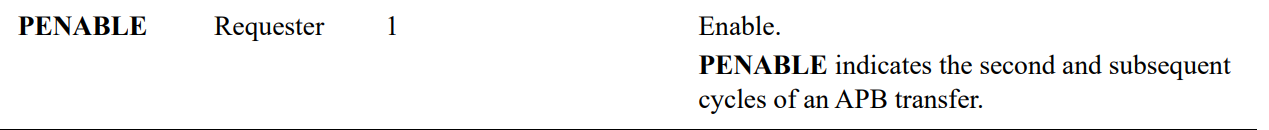 PENABLE Requester 1 Enable.
PENABLE indicates the second and subsequent
cycles of an APB transfer.